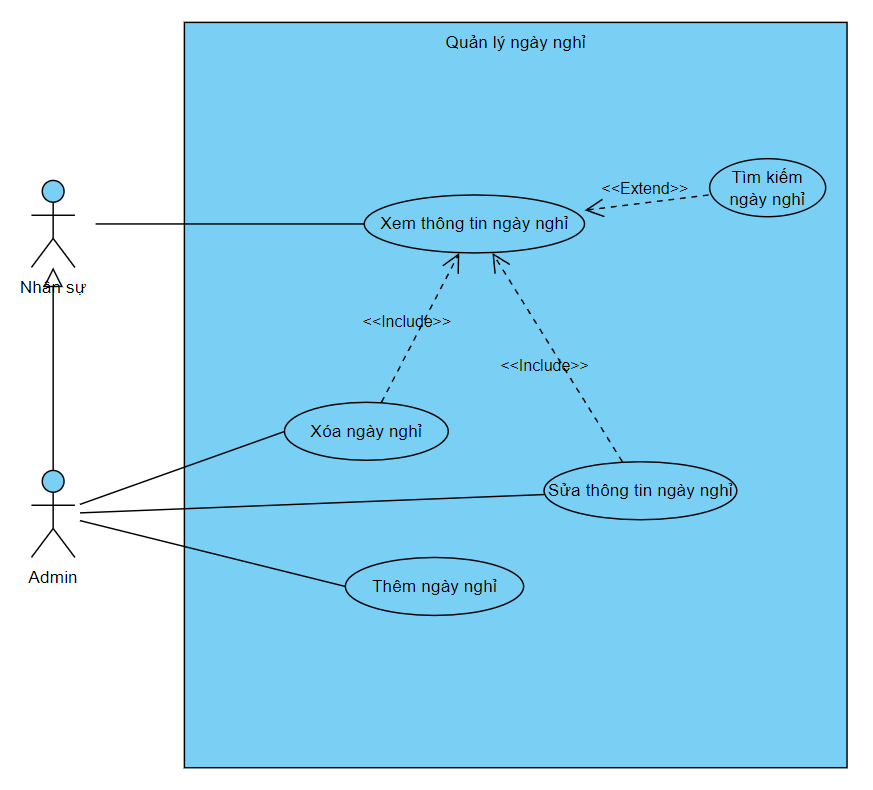 Quản lý ngày nghỉ
Tìm kiếm
ngày nghỉ
<<Extend>>
Xem thông tin ngày nghỉ
Nhân sự
<<Include>>
<<Include>>
Xóa ngày nghỉ
Sửa thông tin ngày nghỉ
Admin
Thêm ngày nghỉ